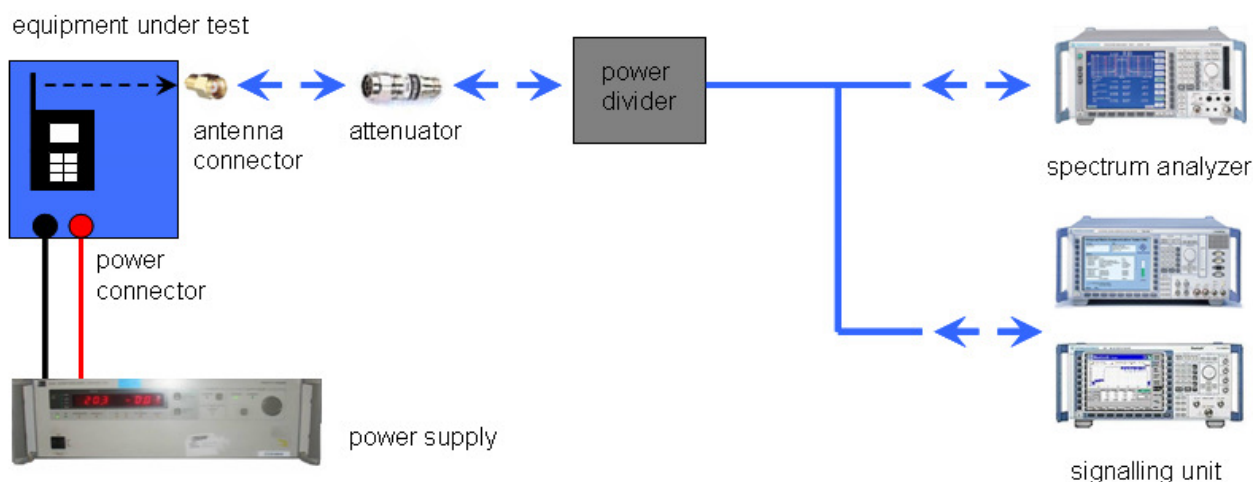 equipment under test
power
divider
antenna
connector
attenuator
spectrum analyzer
power
connector
power supply
signalling unit